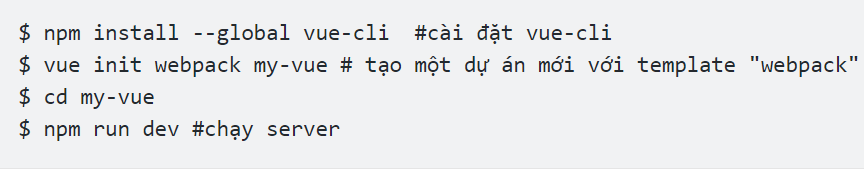 $ npm install --global vue-cli  #cài đặt vue-cli
$ vue init webpack my-vue # tạo một dự án mới với template "webpack"
$ cd my-vue
$ npm run dev #chạy server